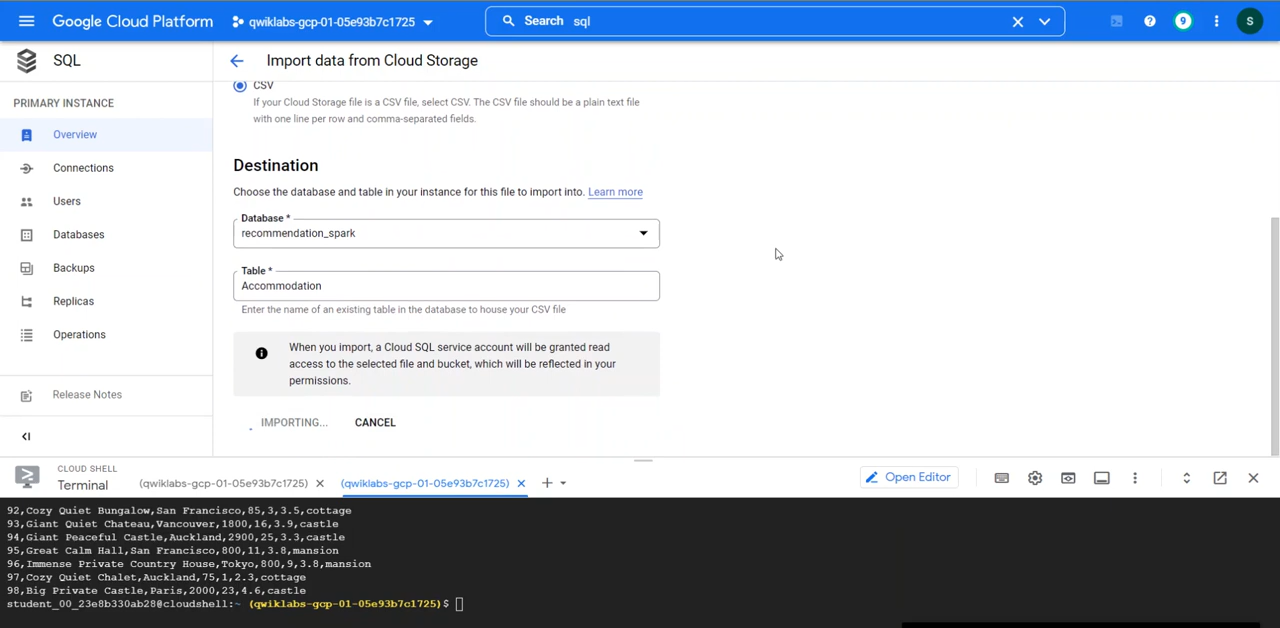 Google Cloud Platform
qwiklabs-gcp-01-05e93b7c1725
Search sql
9
S
SQL
Import data from Cloud Storage
PRIMARY INSTANCE
Overview
Connections
Users
Databases
Backups
Replicas
Operations
Release Notes
CSV
If your Cloud Storage file is a CSV file, select CSV. The CSV file should be a plain text file
with one line per row and comma-separated fields.
Destination
Choose the database and table in your instance for this file to import into. Learn more
Database *
recommendation_spark
Table *
Accommodation
Enter the name of an existing table in the database to house your CSV file
When you import, a Cloud SQL service account will be granted read
access to the selected file and bucket, which will be reflected in your
permissions.
IMPORTING... CANCEL
CLOUD SHELL
Terminal
(qwiklabs-gcp-01-05e93b7c1725)
(qwiklabs-gcp-01-05e93b7c1725)
Open Editor
92,Cozy Quiet Bungalow,San Francisco,85,3,3.5,cottage
93,Giant Quiet Chateau,Vancouver,1800,16,3.9,castle
94,Giant Peaceful Castle,Auckland,2900,25,3.3,castle
95,Great Calm Hall,San Francisco,800,11,3.8,mansion
96,Immense Private Country House,Tokyo,800,9,3.8,mansion
97,Cozy Quiet Chalet,Auckland,75,1,2.3,cottage
98,Big Private Castle,Paris,2000,23,4.6,castle
student_00_23e8b330ab28@cloudshell:~ (qwiklabs-gcp-01-05e93b7c1725)$